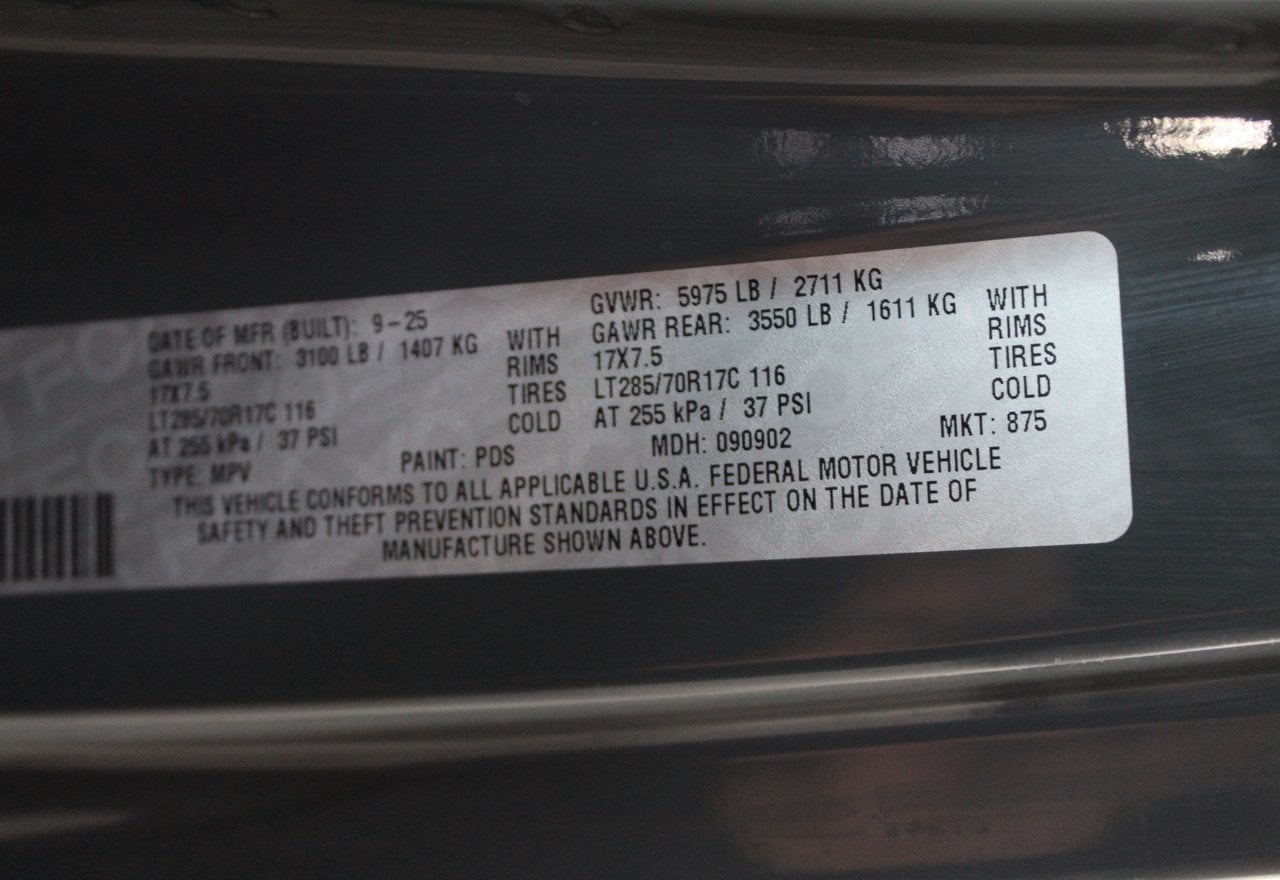 DATE OF MFR (BUILT): 9-25 GVWR: 5975 LB / 2711 KG
GAWR FRONT: 3100 LB / 1407 KG WITH GAWR REAR: 3550 LB / 1611 KG WITH
17X7.5 RIMS 17X7.5 RIMS
LT285/70R17C 116 TIRES LT285/70R17C 116 TIRES
AT 255 kPa / 37 PSI COLD AT 255 kPa / 37 PSI COLD
TYPE: MPV PAINT: PDS MDH: 090902 MKT: 875
THIS VEHICLE CONFORMS TO ALL APPLICABLE U.S.A. FEDERAL MOTOR VEHICLE
SAFETY AND THEFT PREVENTION STANDARDS IN EFFECT ON THE DATE OF
MANUFACTURE SHOWN ABOVE.